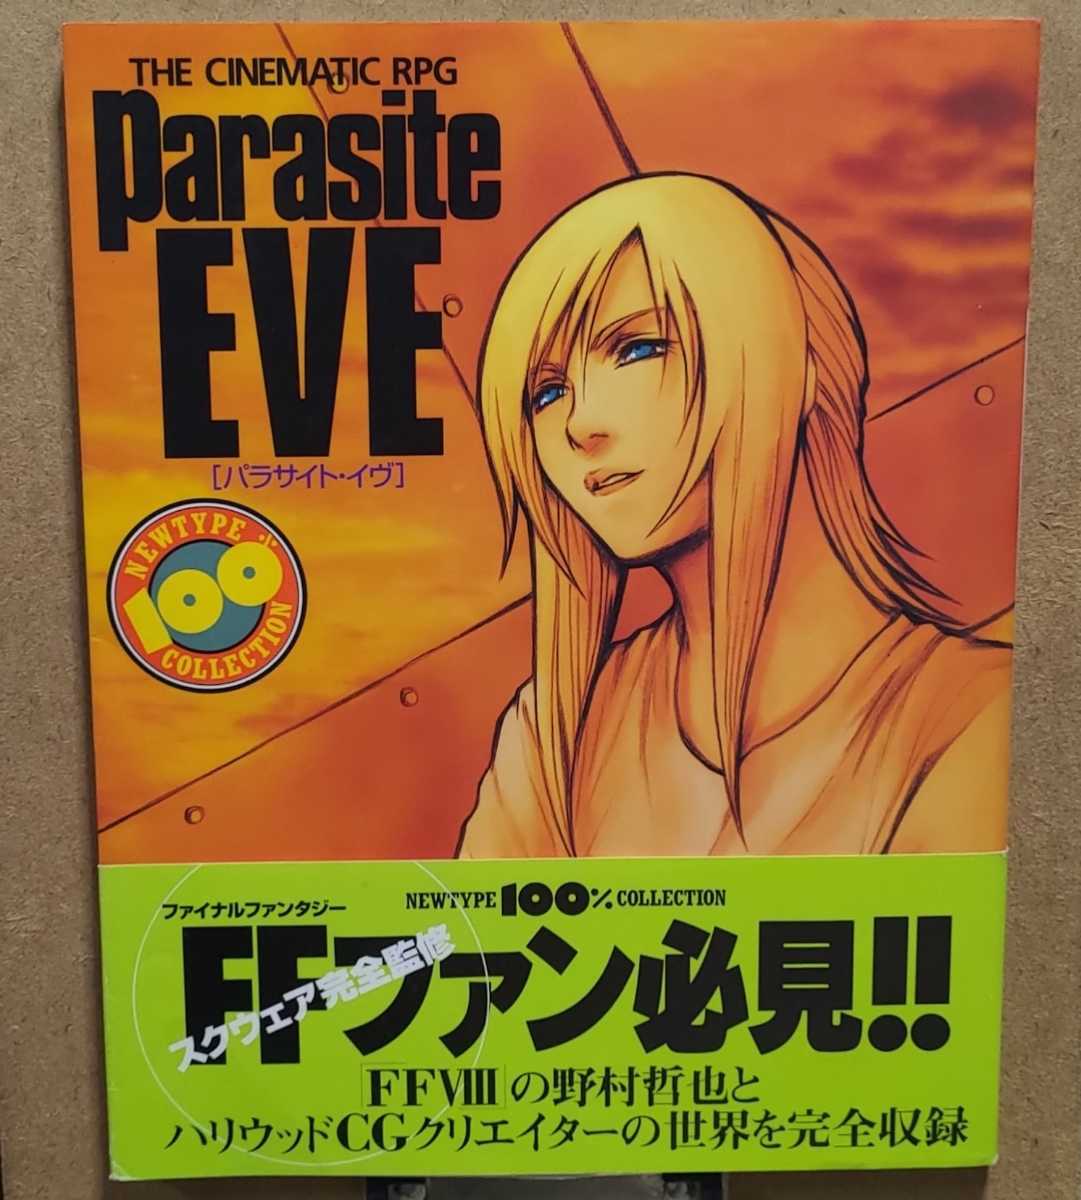 THE CINEMATIC RPG
Parasite
EVE
[パラサイト・イヴ]
NEWTYPE
100%
COLLECTION
NEWTYPE 100% COLLECTION
ファイナルファンタジー
FFファン必見!!
スクウェア完全監修
「FFⅧ」の野村哲也と
ハリウッドCGクリエイターの世界を完全収録